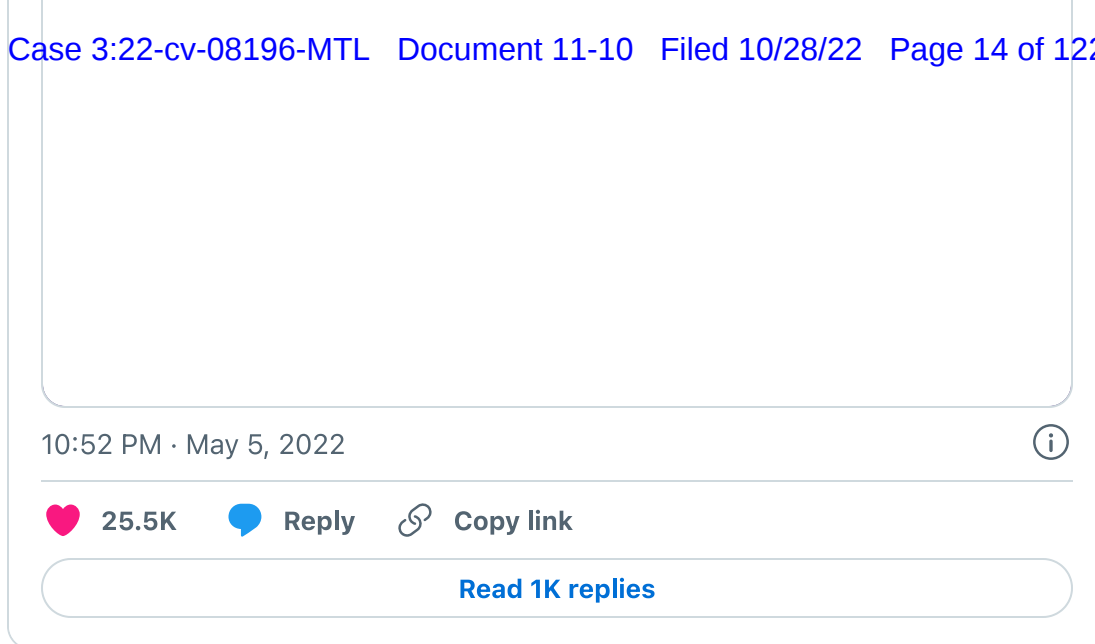 Case 3:22-cv-08196-MTL Document 11-10 Filed 10/28/22 Page 14 of 122
10:52 PM · May 5, 2022
25.5K Reply Copy link
Read 1K replies